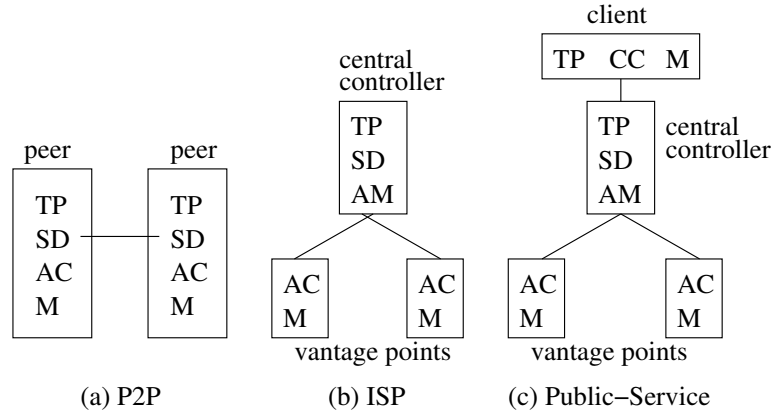 peer
peer
TP
SD
AC
M
TP
SD
AC
M
(a) P2P
central
controller
TP
SD
AM
AC
M
AC
M
vantage points
(b) ISP
client
TP CC M
TP
SD
AM
central
controller
AC
M
AC
M
vantage points
(c) Public−Service